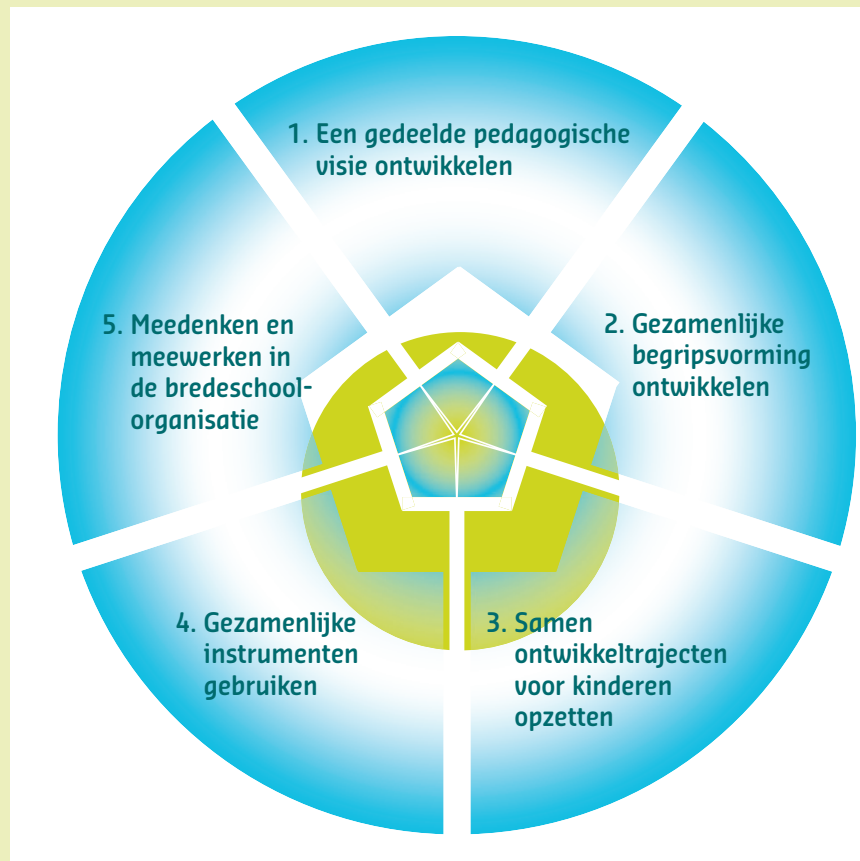 1. Een gedeelde pedagogische
visie ontwikkelen
2. Gezamenlijke
begripsvorming
ontwikkelen
3. Samen
ontwikkeltrajecten
voor kinderen
opzetten
4. Gezamenlijke
instrumenten
gebruiken
5. Meedenken en
meewerken in
de bredeschool-
organisatie